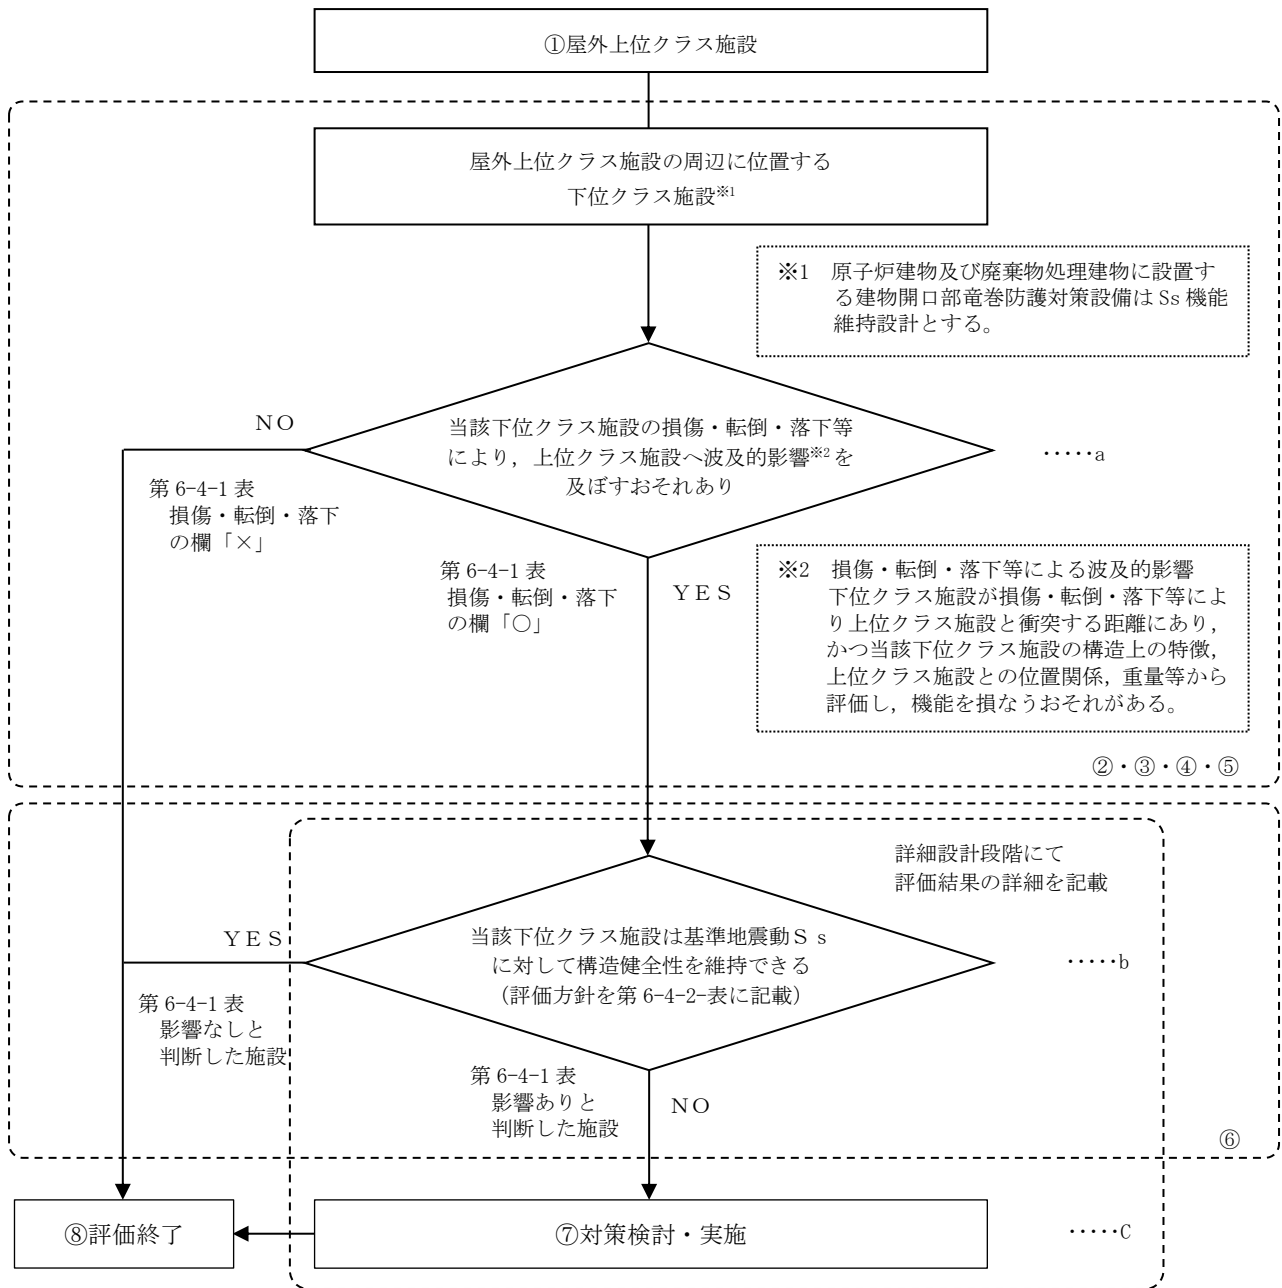 ①屋外上位クラス施設
屋外上位クラス施設の周辺に位置する
下位クラス施設※1
※1 原子炉建物及び廃棄物処理建物に設置す
る建物開口部竜巻防護対策設備は Ss 機能
維持設計とする。
NO
当該下位クラス施設の損傷・転倒・落下等
により，上位クラス施設へ波及的影響※2 を
及ぼすおそれあり
･････a
第 6-4-1 表
損傷・転倒・落下
の欄「×」
第 6-4-1 表
損傷・転倒・落下
の欄「○」
ＹＥＳ
※2 損傷・転倒・落下等による波及的影響
下位クラス施設が損傷・転倒・落下等によ
り上位クラス施設と衝突する距離にあり，
かつ当該下位クラス施設の構造上の特徴，
上位クラス施設との位置関係，重量等から
評価し，機能を損なうおそれがある。
②・③・④・⑤
詳細設計段階にて
評価結果の詳細を記載
ＹＥＳ
当該下位クラス施設は基準地震動Ｓｓ
に対して構造健全性を維持できる
（評価方針を第 6-4-2-表に記載）
･････b
第 6-4-1 表
影響なしと
判断した施設
第 6-4-1 表
影響ありと
判断した施設
ＮＯ
⑥
⑧評価終了
⑦対策検討・実施
･････C